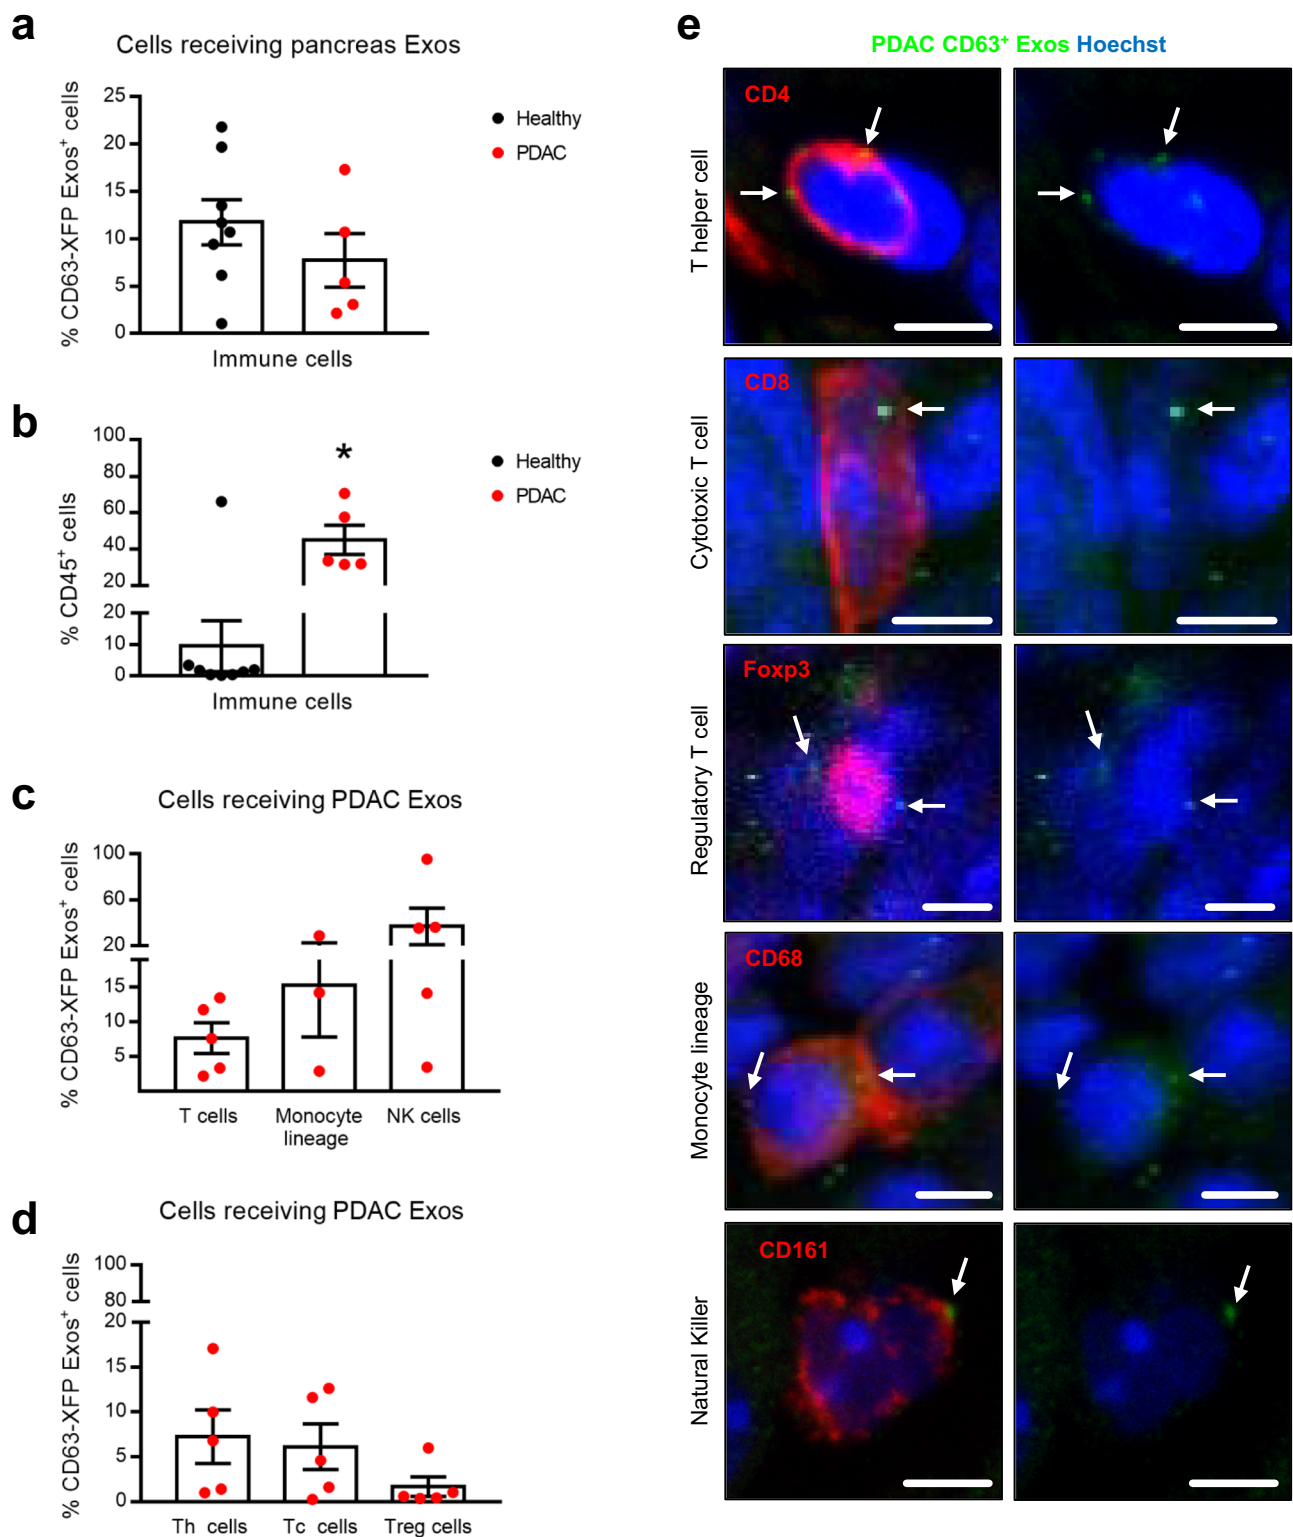 a
Cells receiving pancreas Exos
% CD63-XFP Exos⁺ cells
25
20
15
10
5
0
Immune cells
Healthy
PDAC
b
% CD45⁺ cells
100
80
60
40
20
20
10
0
*
Immune cells
Healthy
PDAC
c
Cells receiving PDAC Exos
% CD63-XFP Exos⁺ cells
100
60
20
15
10
5
T cells
Monocyte
lineage
NK cells
d
Cells receiving PDAC Exos
% CD63-XFP Exos⁺ cells
100
80
20
15
10
5
0
Th cells
Tc cells
Treg cells
e
PDAC CD63⁺ Exos Hoechst
T helper cell
CD4
Cytotoxic T cell
CD8
Regulatory T cell
Foxp3
Monocyte lineage
CD68
Natural Killer
CD161